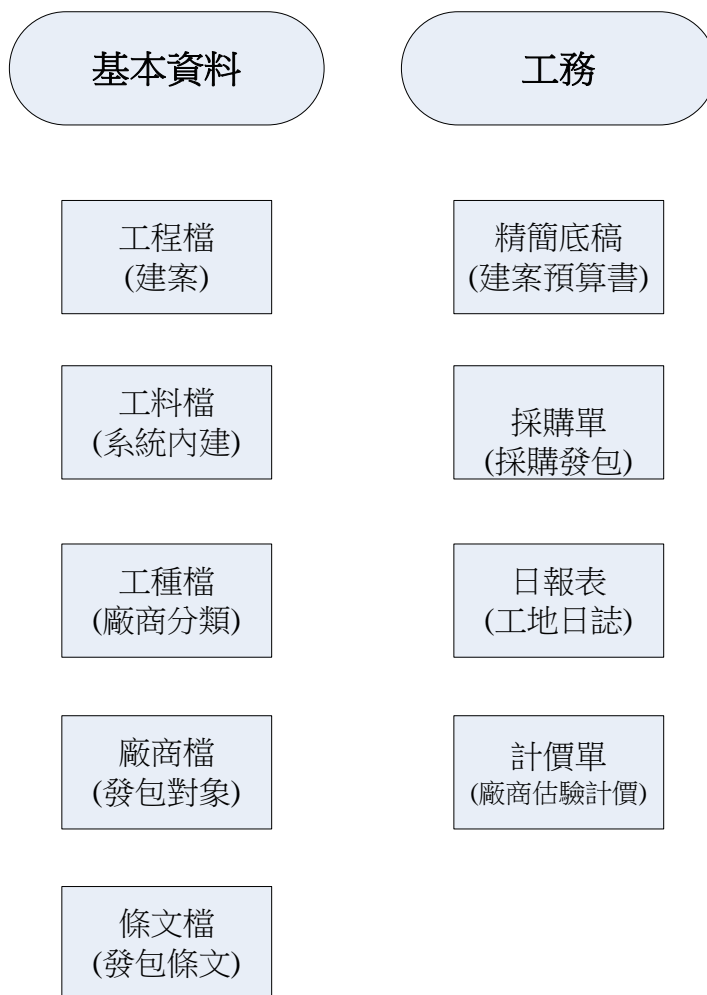 基本資料
工務
工程檔
(建案)
精簡底稿
(建案預算書)
工料檔
(系統內建)
採購單
(採購發包)
工種檔
(廠商分類)
日報表
(工地日誌)
廠商檔
(發包對象)
計價單
(廠商估驗計價)
條文檔
(發包條文)